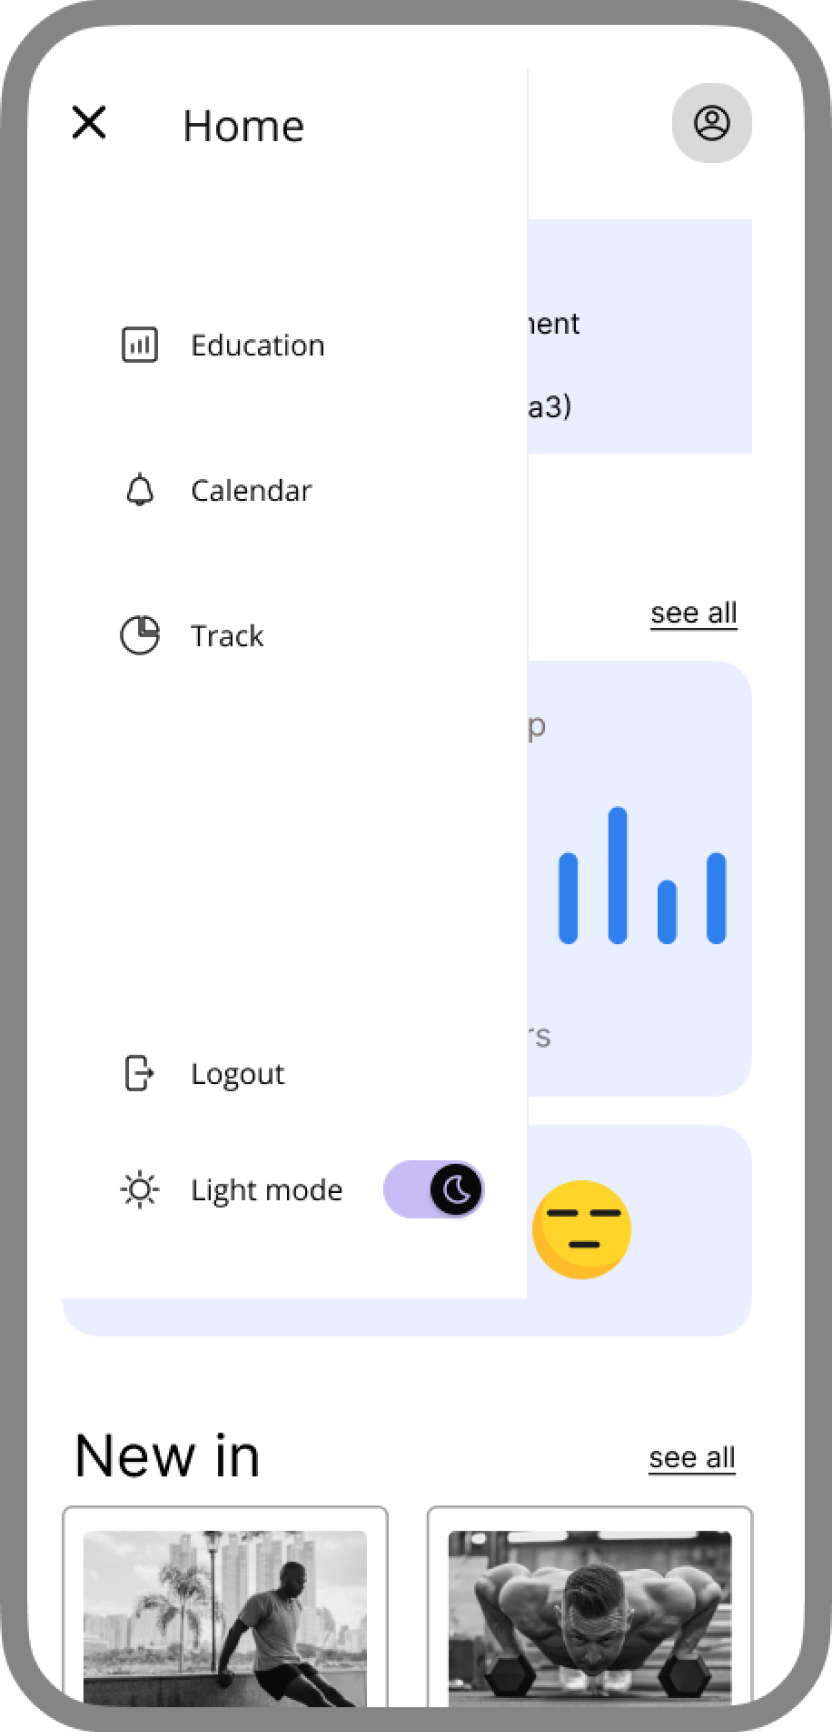 Home
Education
nent
Calendar
a3)
Track
see all
p
Logout
rs
Light mode
New in
see all